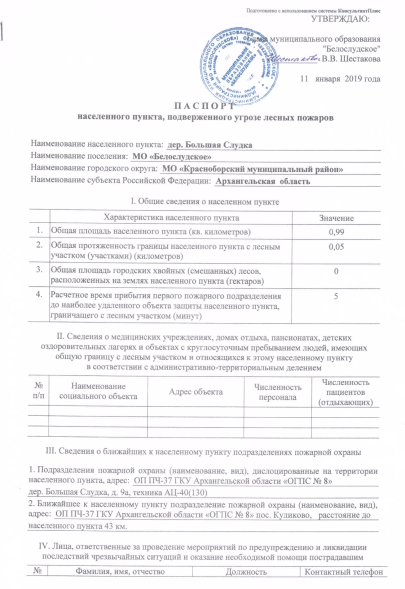 Подготовлено с использованием системы КонсультантПлюс
УТВЕРЖДАЮ:
Глава муниципального образования
"Белослудское"
В.В. Шестакова
11 января 2019 года
ПАСПОРТ
населенного пункта, подверженного угрозе лесных пожаров
Наименование населенного пункта: дер. Большая Слудка
Наименование поселения: МО «Белослудское»
Наименование городского округа: МО «Красноборский муниципальный район»
Наименование субъекта Российской Федерации: Архангельская область
I. Общие сведения о населенном пункте
Характеристика населенного пункта Значение
1. Общая площадь населенного пункта (кв. километров) 0,99
2. Общая протяженность границы населенного пункта с лесным 0,05
участком (участками) (километров)
3. Общая площадь городских хвойных (смешанных) лесов, 0
расположенных на землях населенного пункта (гектаров)
4. Расчетное время прибытия первого пожарного подразделения 5
до наиболее удаленного объекта защиты населенного пункта,
граничащего с лесным участком (минут)
II. Сведения о медицинских учреждениях, домах отдыха, пансионатах, детских
оздоровительных лагерях и объектах с круглосуточным пребыванием людей, имеющих
общую границу с лесным участком и относящихся к этому населенному пункту
в соответствии с административно-территориальным делением
№ п/п Наименование социального объекта Адрес объекта Численность персонала Численность пациентов (отдыхающих)
III. Сведения о ближайших к населенному пункту подразделениях пожарной охраны
1. Подразделения пожарной охраны (наименование, вид), дислоцированные на территории
населенного пункта, адрес: ОП ПЧ-37 ГКУ Архангельской области «ОГПС № 8»
дер. Большая Слудка, д. 9а, техника АЦ-40(130)
2. Ближайшее к населенному пункту подразделение пожарной охраны (наименование, вид),
адрес: ОП ПЧ-37 ГКУ Архангельской области «ОГПС № 8» пос. Куликово, расстояние до
населенного пункта 43 км.
IV. Лица, ответственные за проведение мероприятий по предупреждению и ликвидации
последствий чрезвычайных ситуаций и оказание необходимой помощи пострадавшим
№ Фамилия, имя, отчество Должность Контактный телефон